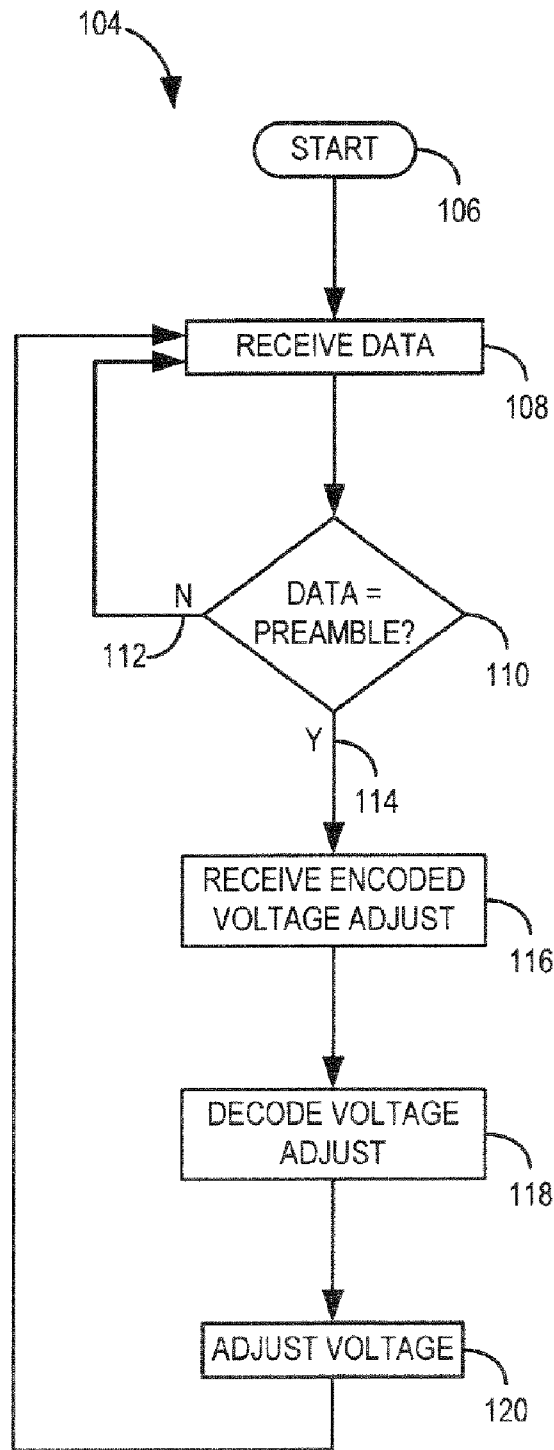 104
START
106
RECEIVE DATA
108
DATA =
PREAMBLE?
N
112
110
Y
114
RECEIVE ENCODED
VOLTAGE ADJUST
116
DECODE VOLTAGE
ADJUST
118
ADJUST VOLTAGE
120